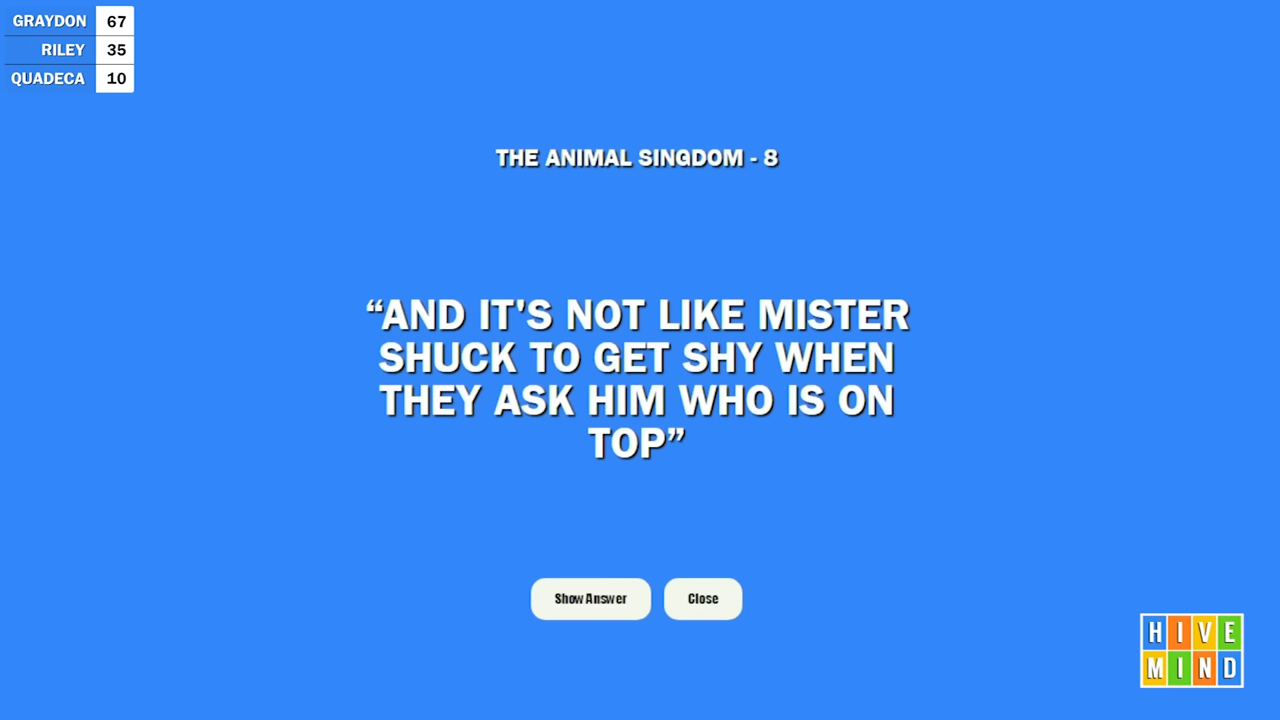 GRAYDON 67
RILEY 35
QUADECA 10
THE ANIMAL SINGDOM - 8
“AND IT'S NOT LIKE MISTER
SHUCK TO GET SHY WHEN
THEY ASK HIM WHO IS ON
TOP”
Show Answer Close
HIVE
MIND